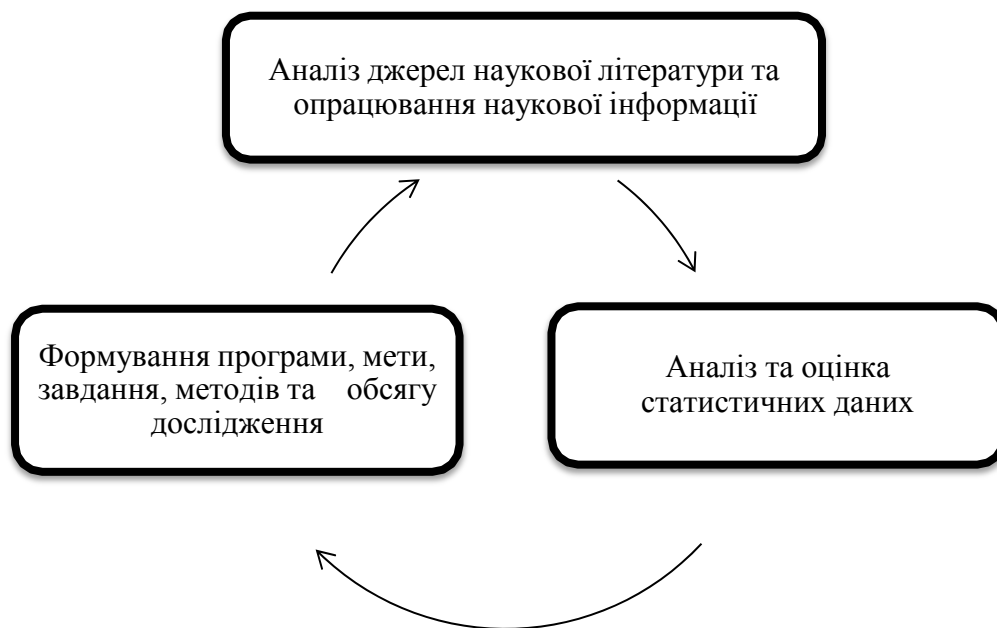 Аналіз джерел наукової літератури та
опрацювання наукової інформації
Формування програми, мети,
завдання, методів та обсягу
дослідження
Аналіз та оцінка
статистичних даних